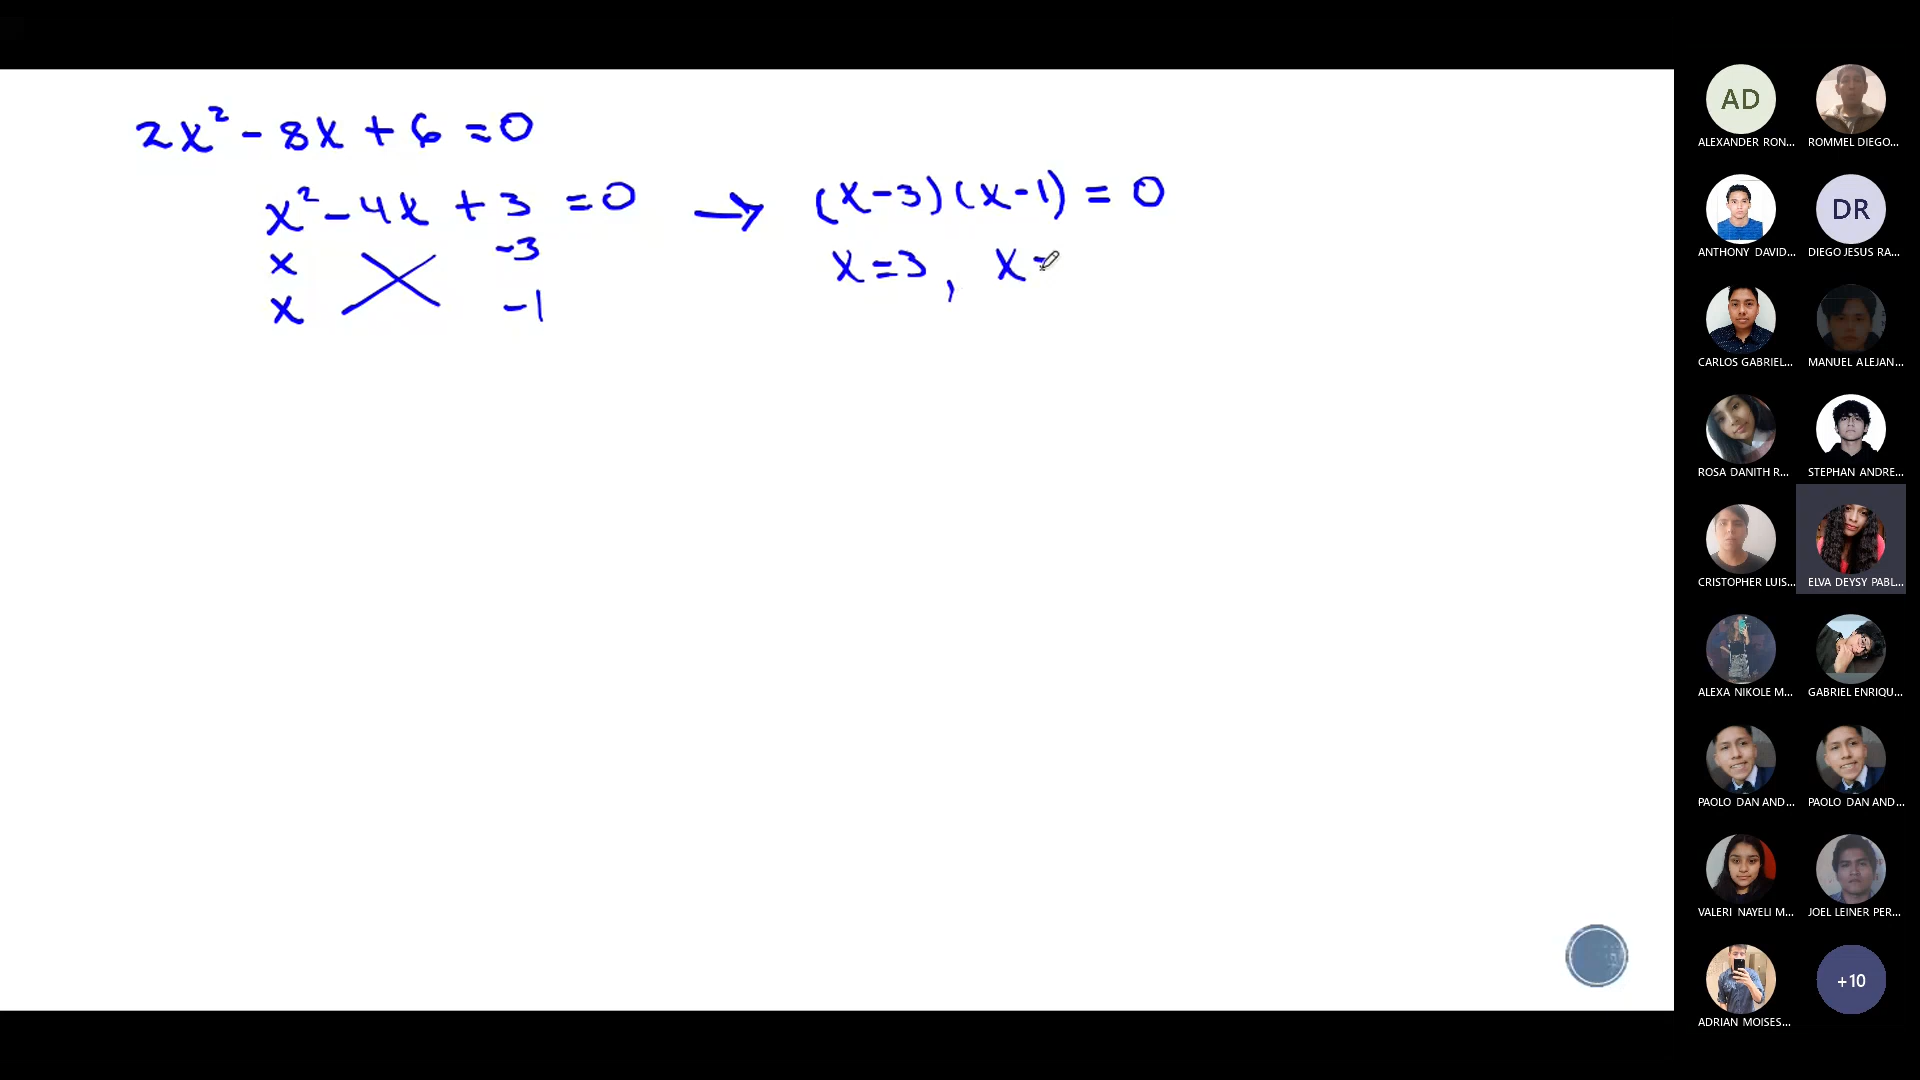 2x² - 8x + 6 = 0
x² - 4x + 3 = 0 → (x-3)(x-1) = 0
x -3
x -1
x = 3, x =
AD
ALEXANDER RON...
ROMMEL DIEGO...
ANTHONY DAVID...
DR
DIEGO JESUS RA...
CARLOS GABRIEL...
MANUEL ALEJAN...
ROSA DANITH R...
STEPHAN ANDRE...
CRISTOPHER LUIS...
ELVA DEYSY PABL...
ALEXA NIKOLE M...
GABRIEL ENRIQU...
PAOLO DAN AND...
PAOLO DAN AND...
VALERI NAYELI M...
JOEL LEINER PER...
ADRIAN MOISES...
+10